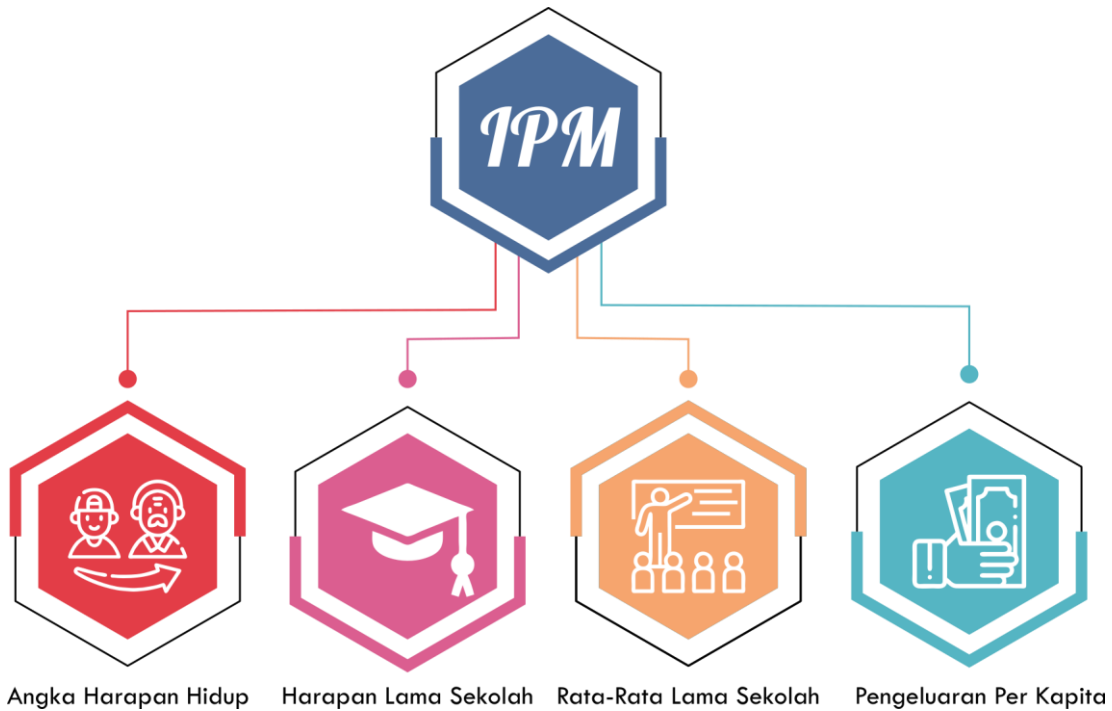 IPM
Angka Harapan Hidup
Harapan Lama Sekolah
Rata-Rata Lama Sekolah
Pengeluaran Per Kapita